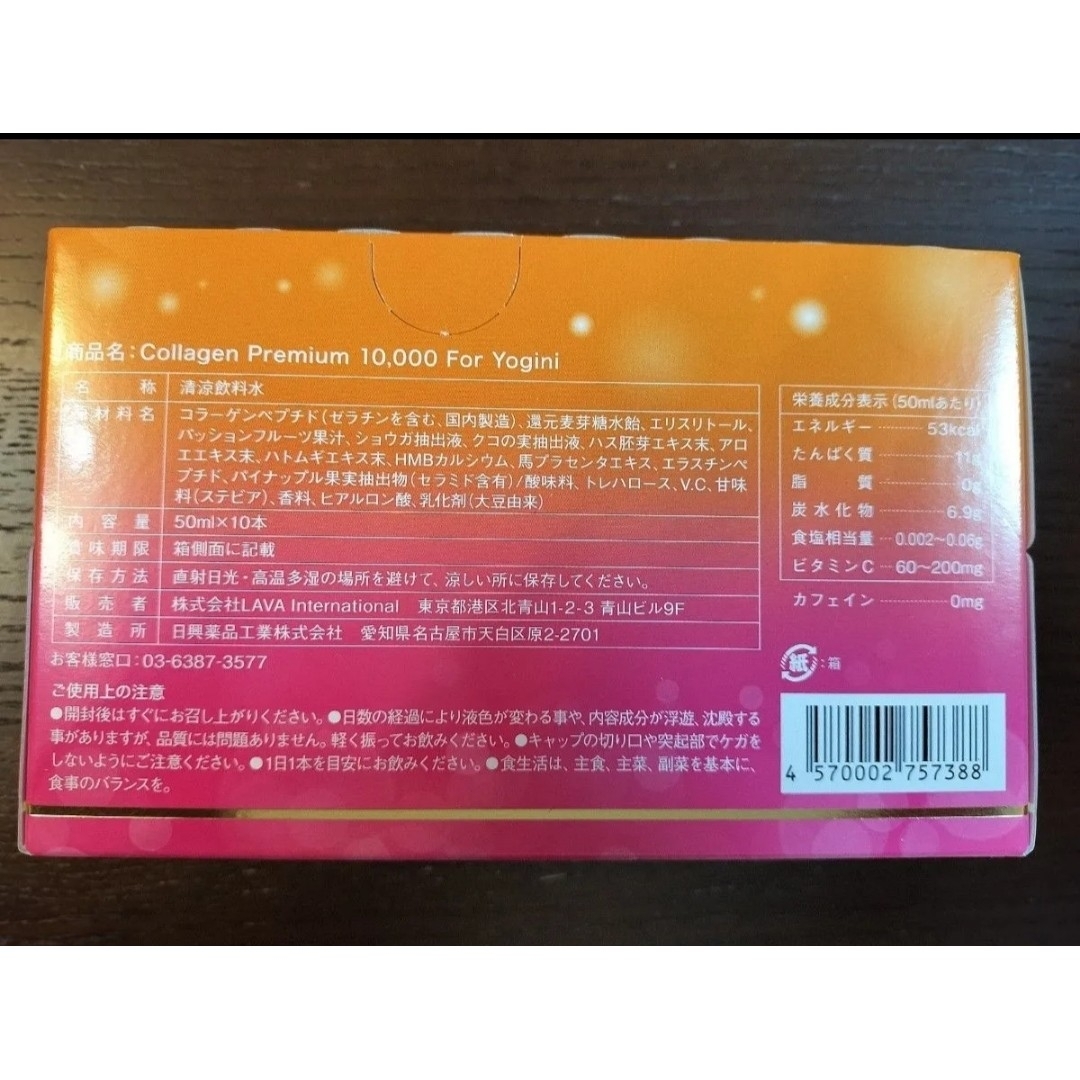 商品名：Collagen Premium 10,000 For Yogini
名称 清涼飲料水
原材料名 コラーゲンペプチド（ゼラチンを含む、国内製造）、還元麦芽糖水飴、エリスリトール、
パッションフルーツ果汁、ショウガ抽出液、クコの実抽出液、ハス胚芽エキス末、アロ
エエキス末、ハトムギエキス末、HMBカルシウム、馬プラセンタエキス、エラスチンペ
プチド、パイナップル果実抽出物（セラミド含有）/酸味料、トレハロース、V.C、甘味
料（ステビア）、香料、ヒアルロン酸、乳化剤（大豆由来）
内容量 50ml×10本
賞味期限 箱側面に記載
保存方法 直射日光・高温多湿の場所を避けて、涼しい所に保存してください。
販売者 株式会社LAVA International 東京都港区北青山1-2-3 青山ビル9F
製造所 日興薬品工業株式会社 愛知県名古屋市天白区原2-2701
お客様窓口：03-6387-3577
ご使用上の注意
●開封後はすぐにお召し上がりください。●日数の経過により液色が変わる事や、内容成分が浮遊、沈殿する
事がありますが、品質には問題ありません。軽く振ってお飲みください。●キャップの切り口や突起部でケガを
しないようにご注意ください。●1日1本を目安にお飲みください。●食生活は、主食、主菜、副菜を基本に、
食事のバランスを。
栄養成分表示（50mlあたり）
エネルギー 53kcal
たんぱく質 11g
脂質 0g
炭水化物 6.9g
食塩相当量 0.002〜0.06g
ビタミンC 60〜200mg
カフェイン 0mg
紙：箱
4 570002 757388